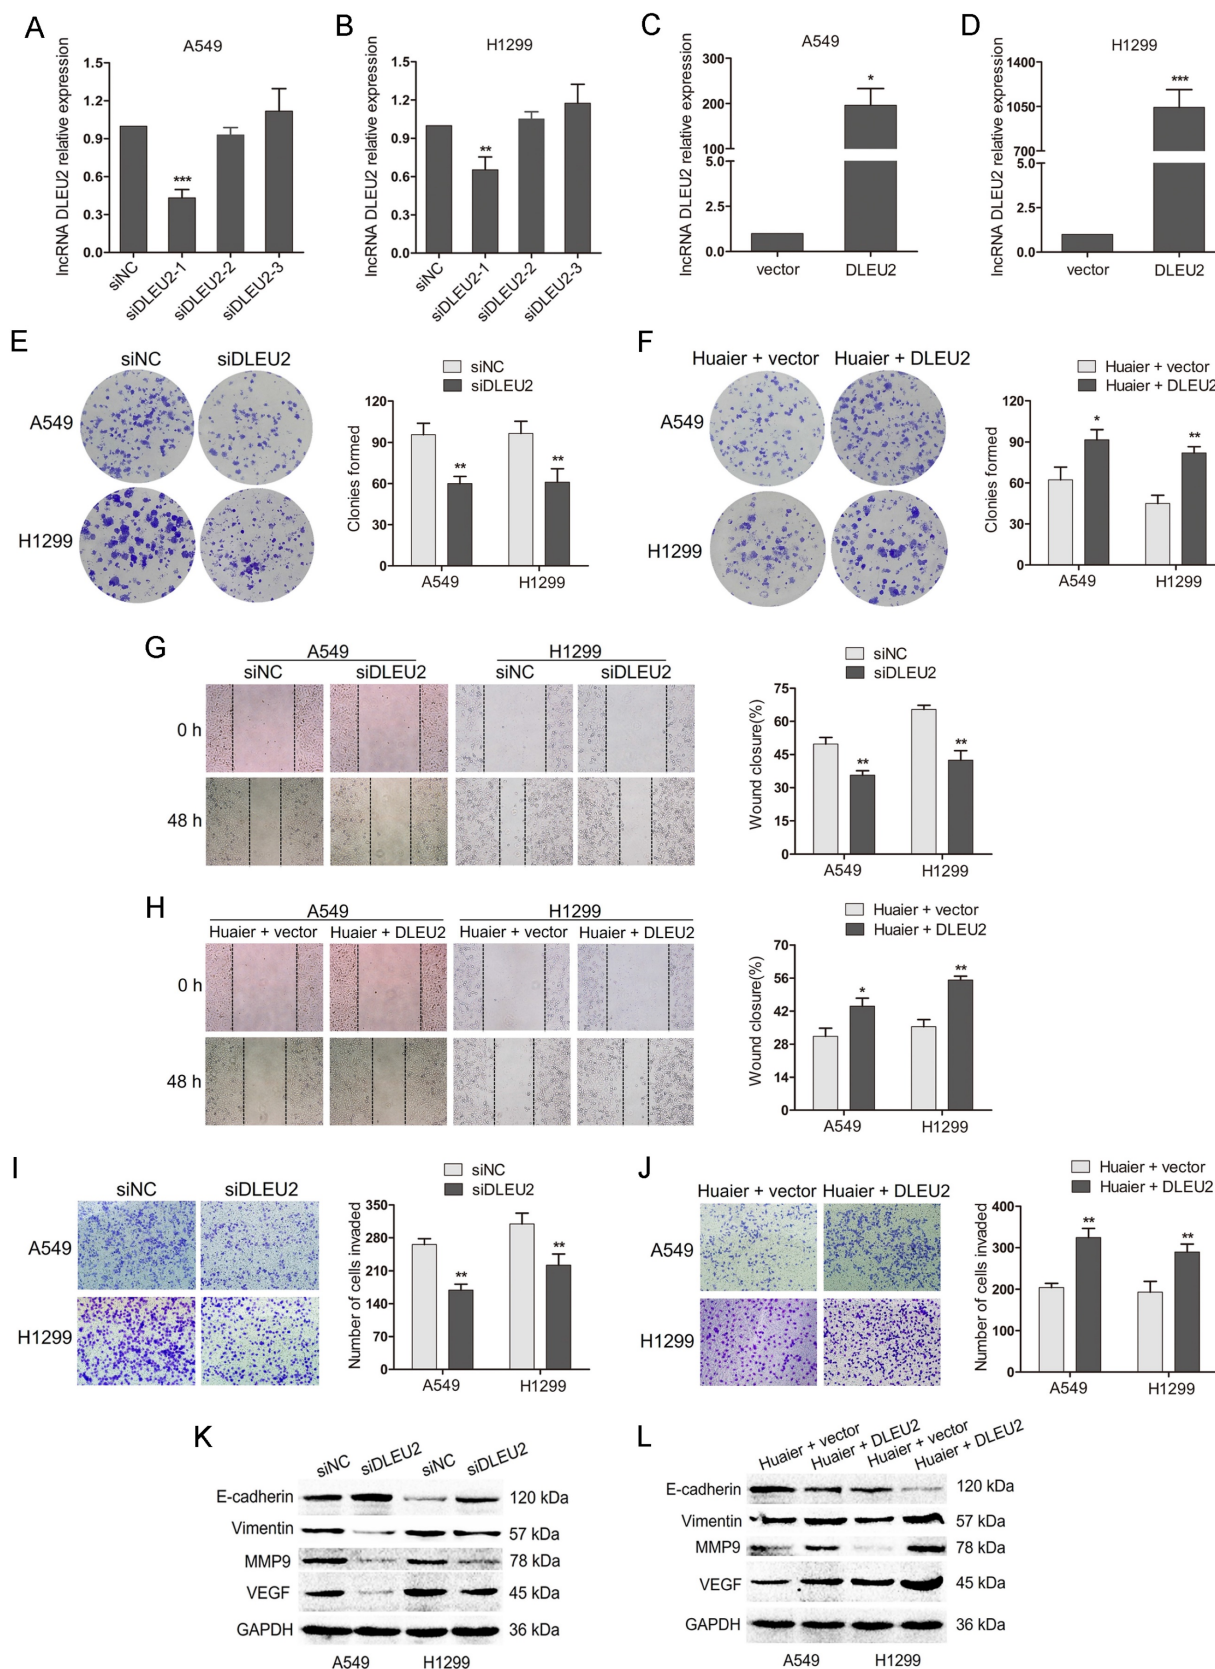 A
A549
lncRNA DLEU2 relative expression
1.5
1.2
0.9
0.6
0.3
0.0
***
siNC
siDLEU2-1
siDLEU2-2
siDLEU2-3
B
H1299
lncRNA DLEU2 relative expression
1.5
1.2
0.9
0.6
0.3
0.0
**
siNC
siDLEU2-1
siDLEU2-2
siDLEU2-3
C
A549
lncRNA DLEU2 relative expression
300
200
100
5.0
2.5
0.0
*
vector
DLEU2
D
H1299
lncRNA DLEU2 relative expression
1400
1050
700
5.0
2.5
0.0
***
vector
DLEU2
E
siNC
siDLEU2
A549
H1299
siNC
siDLEU2
Clonies formed
120
90
60
30
0
**
**
A549
H1299
F
Huaier + vector
Huaier + DLEU2
A549
H1299
Huaier + vector
Huaier + DLEU2
Clonies formed
120
90
60
30
0
*
**
A549
H1299
G
A549
H1299
siNC
siDLEU2
siNC
siDLEU2
0 h
48 h
siNC
siDLEU2
Wound closure(%)
75
60
45
30
15
0
**
**
A549
H1299
H
A549
H1299
Huaier + vector
Huaier + DLEU2
Huaier + vector
Huaier + DLEU2
0 h
48 h
Huaier + vector
Huaier + DLEU2
Wound closure(%)
70
56
42
28
14
0
*
**
A549
H1299
I
siNC
siDLEU2
A549
H1299
siNC
siDLEU2
Number of cells invaded
350
280
210
140
70
0
**
**
A549
H1299
J
Huaier + vector
Huaier + DLEU2
A549
H1299
Huaier + vector
Huaier + DLEU2
Number of cells invaded
400
300
200
100
0
**
**
A549
H1299
K
siNC
siDLEU2
siNC
siDLEU2
E-cadherin
120 kDa
Vimentin
57 kDa
MMP9
78 kDa
VEGF
45 kDa
GAPDH
36 kDa
A549
H1299
L
Huaier + vector
Huaier + DLEU2
Huaier + vector
Huaier + DLEU2
E-cadherin
120 kDa
Vimentin
57 kDa
MMP9
78 kDa
VEGF
45 kDa
GAPDH
36 kDa
A549
H1299